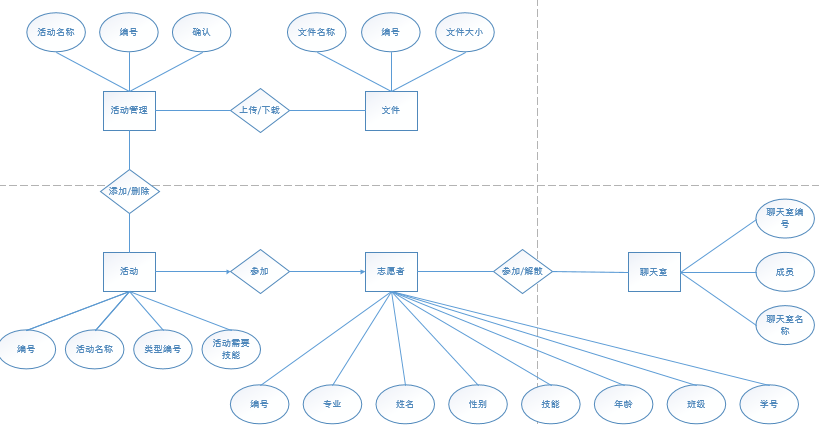 活动名称
编号
确认
文件名称
编号
文件大小
活动管理
上传/下载
文件
添加/删除
聊天室编
号
活动
参加
志愿者
参加/解散
聊天室
成员
聊天室名
称
编号
活动名称
类型编号
活动需要
技能
编号
专业
姓名
性别
技能
年龄
班级
学号